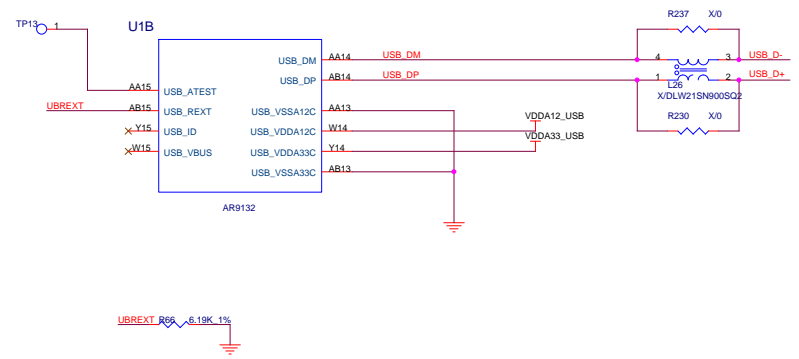 R237 X/0
TP13 1
U1B
USB_DM AA14 USB_DM 4 3 USB_D-
USB_DP AB14 USB_DP 1 2 USB_D+
L26
AA15 USB_ATEST
X/DLW21SN900SQ2
UBREXT AB15 USB_REXT USB_VSSA12C AA13
R230 X/0
VDDA12_USB
Y15 USB_ID USB_VDDA12C W14
VDDA33_USB
W15 USB_VBUS USB_VDDA33C Y14
USB_VSSA33C AB13
AR9132
UBREXT R66 6.19K_1%